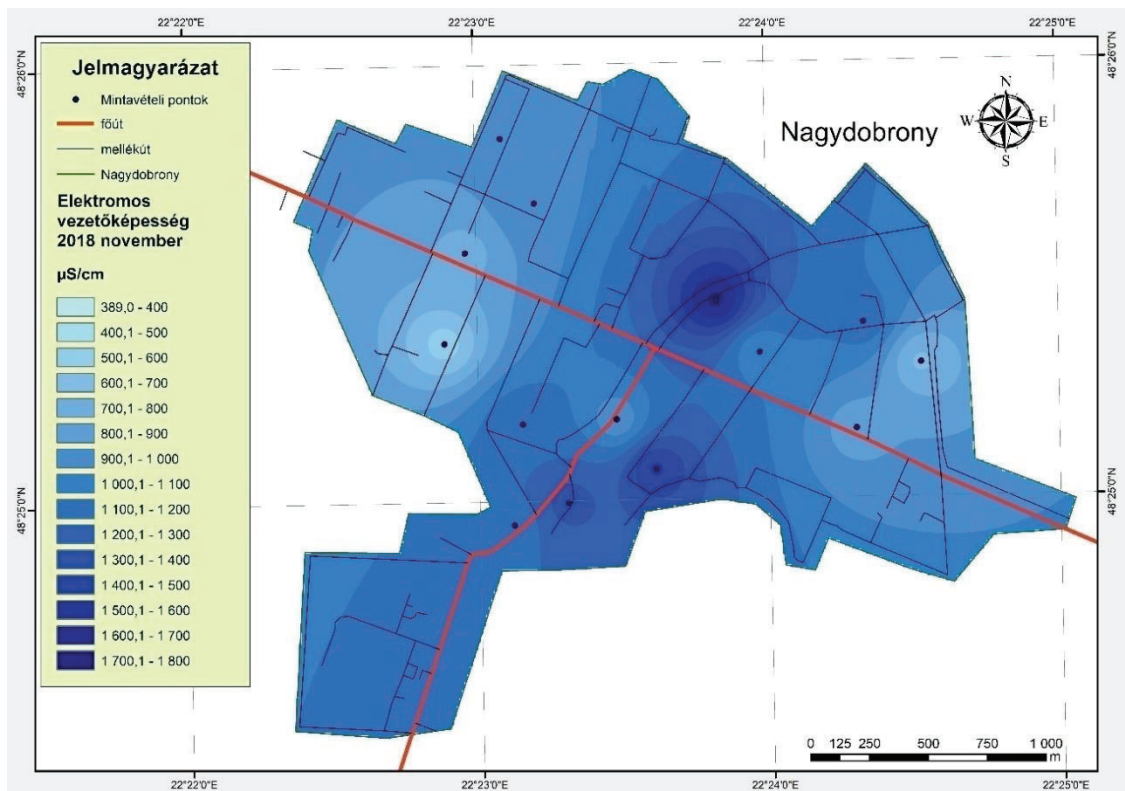 22°22'0"E 22°23'0"E 22°24'0"E 22°25'0"E
48°26'0"N
48°26'0"N
Jelmagyarázat
Mintavételi pontok
főút
mellékút
Nagydobrony
Elektromos
vezetőképesség
2018 november
µS/cm
389,0 - 400
400,1 - 500
500,1 - 600
600,1 - 700
700,1 - 800
800,1 - 900
900,1 - 1 000
1 000,1 - 1 100
1 100,1 - 1 200
1 200,1 - 1 300
1 300,1 - 1 400
1 400,1 - 1 500
1 500,1 - 1 600
1 600,1 - 1 700
1 700,1 - 1 800
Nagydobrony
N
W E
S
48°25'0"N
48°25'0"N
0 125 250 500 750 1 000
m
22°22'0"E 22°23'0"E 22°24'0"E 22°25'0"E